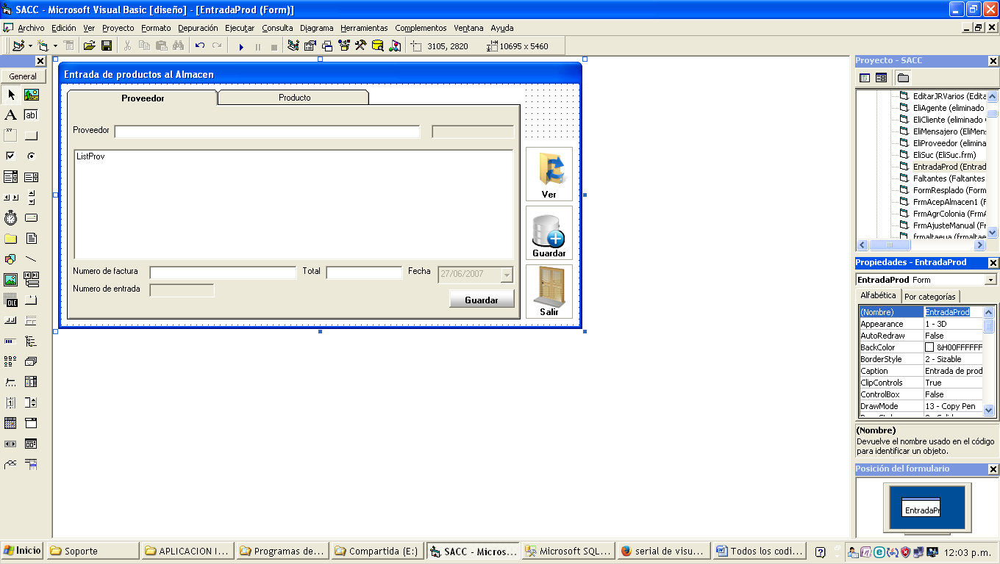 SACC - Microsoft Visual Basic [diseño] - [EntradaProd (Form)]
Archivo Edición Ver Proyecto Formato Depuración Ejecutar Consulta Diagrama Herramientas Complementos Ventana Ayuda
3105, 2820 10695 x 5460
General
A ab|
xv
OLE
Entrada de productos al Almacen
Proveedor Producto
Proveedor
ListProv
Numero de factura Total Fecha 27/06/2007
Numero de entrada
Guardar
Ver
Guardar
Salir
Proyecto - SACC
EditarJRVarios (Edita
EliAgente (eliminado
EliCliente (eliminado
EliMensajero (EliMens
EliProveedor (elimina
EliSuc (EliSuc.frm)
EntradaProd (Entrad
Faltantes (Faltantes
FormResplado (Form
FrmAcepAlmacen1 (F
FrmAgrColonia (FrmA
FrmAjusteManual (Fr
frmaltaeua (frmaltae
Propiedades - EntradaProd
EntradaProd Form
Alfabética Por categorías
(Nombre) EntradaProd
Appearance 1 - 3D
AutoRedraw False
BackColor &H00FFFFFF
BorderStyle 2 - Sizable
Caption Entrada de prod
ClipControls True
ControlBox False
DrawMode 13 - Copy Pen
(Nombre)
Devuelve el nombre usado en el código
para identificar un objeto.
Posición del formulario
EntradaPr
Inicio Soporte APLICACION I... Programas de... Compartida (E:) SACC - Micros... Microsoft SQL... serial de visu... Todos los codi... 12:03 p.m.